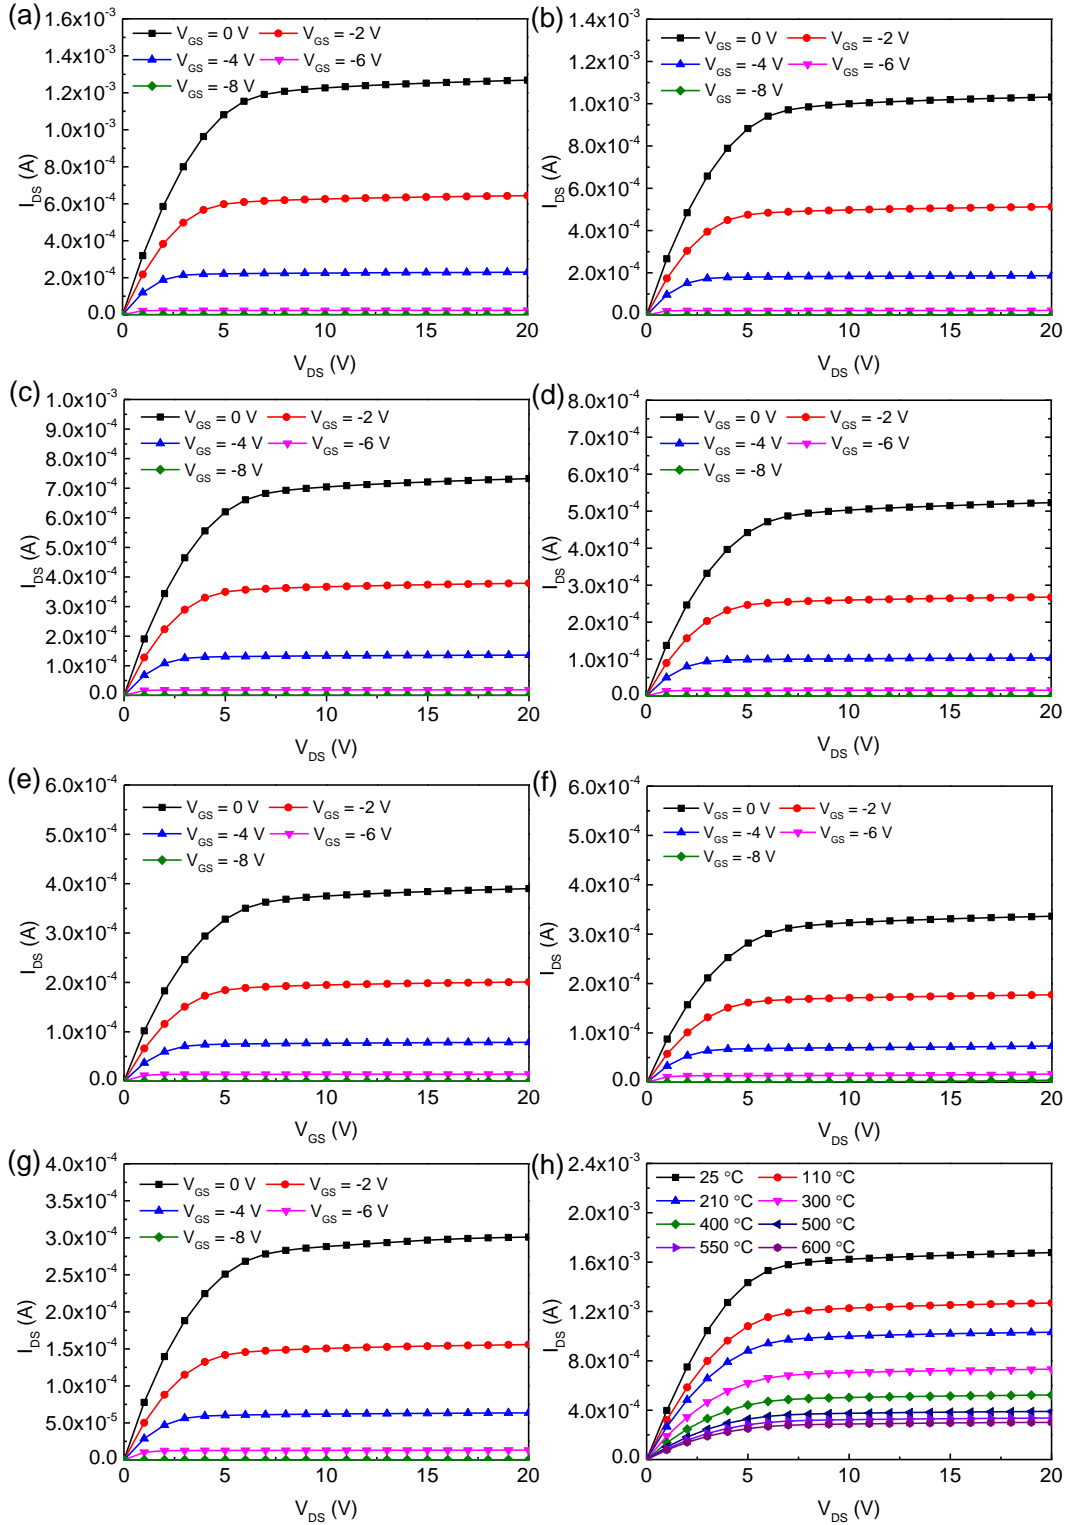 (a)
1.6x10⁻³
1.4x10⁻³
1.2x10⁻³
1.0x10⁻³
8.0x10⁻⁴
6.0x10⁻⁴
4.0x10⁻⁴
2.0x10⁻⁴
0.0
I_DS (A)
V_GS = 0 V V_GS = -2 V
V_GS = -4 V V_GS = -6 V
V_GS = -8 V
0 5 10 15 20
V_DS (V)
(b)
1.4x10⁻³
1.2x10⁻³
1.0x10⁻³
8.0x10⁻⁴
6.0x10⁻⁴
4.0x10⁻⁴
2.0x10⁻⁴
0.0
I_DS (A)
V_GS = 0 V V_GS = -2 V
V_GS = -4 V V_GS = -6 V
V_GS = -8 V
0 5 10 15 20
V_DS (V)
(c)
1.0x10⁻³
9.0x10⁻⁴
8.0x10⁻⁴
7.0x10⁻⁴
6.0x10⁻⁴
5.0x10⁻⁴
4.0x10⁻⁴
3.0x10⁻⁴
2.0x10⁻⁴
1.0x10⁻⁴
0.0
I_DS (A)
V_GS = 0 V V_GS = -2 V
V_GS = -4 V V_GS = -6 V
V_GS = -8 V
0 5 10 15 20
V_DS (V)
(d)
8.0x10⁻⁴
7.0x10⁻⁴
6.0x10⁻⁴
5.0x10⁻⁴
4.0x10⁻⁴
3.0x10⁻⁴
2.0x10⁻⁴
1.0x10⁻⁴
0.0
I_DS (A)
V_GS = 0 V V_GS = -2 V
V_GS = -4 V V_GS = -6 V
V_GS = -8 V
0 5 10 15 20
V_DS (V)
(e)
6.0x10⁻⁴
5.0x10⁻⁴
4.0x10⁻⁴
3.0x10⁻⁴
2.0x10⁻⁴
1.0x10⁻⁴
0.0
I_DS (A)
V_GS = 0 V V_GS = -2 V
V_GS = -4 V V_GS = -6 V
V_GS = -8 V
0 5 10 15 20
V_GS (V)
(f)
6.0x10⁻⁴
5.0x10⁻⁴
4.0x10⁻⁴
3.0x10⁻⁴
2.0x10⁻⁴
1.0x10⁻⁴
0.0
I_DS (A)
V_GS = 0 V V_GS = -2 V
V_GS = -4 V V_GS = -6 V
V_GS = -8 V
0 5 10 15 20
V_DS (V)
(g)
4.0x10⁻⁴
3.5x10⁻⁴
3.0x10⁻⁴
2.5x10⁻⁴
2.0x10⁻⁴
1.5x10⁻⁴
1.0x10⁻⁴
5.0x10⁻⁵
0.0
I_DS (A)
V_GS = 0 V V_GS = -2 V
V_GS = -4 V V_GS = -6 V
V_GS = -8 V
0 5 10 15 20
V_DS (V)
(h)
2.4x10⁻³
2.0x10⁻³
1.6x10⁻³
1.2x10⁻³
8.0x10⁻⁴
4.0x10⁻⁴
0.0
I_DS (A)
25 °C 110 °C
210 °C 300 °C
400 °C 500 °C
550 °C 600 °C
0 5 10 15 20
V_DS (V)